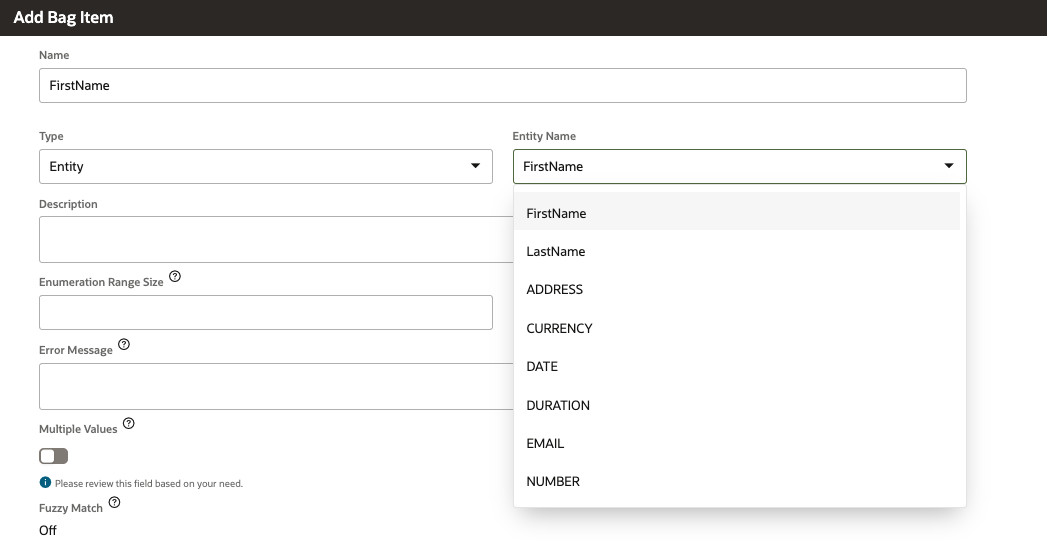 Add Bag Item
Name
FirstName
Type
Entity Name
Entity
FirstName
Description
FirstName
LastName
ADDRESS
CURRENCY
DATE
DURATION
EMAIL
NUMBER
Enumeration Range Size ?
Error Message ?
Multiple Values ?
i Please review this field based on your need.
Fuzzy Match ?
Off